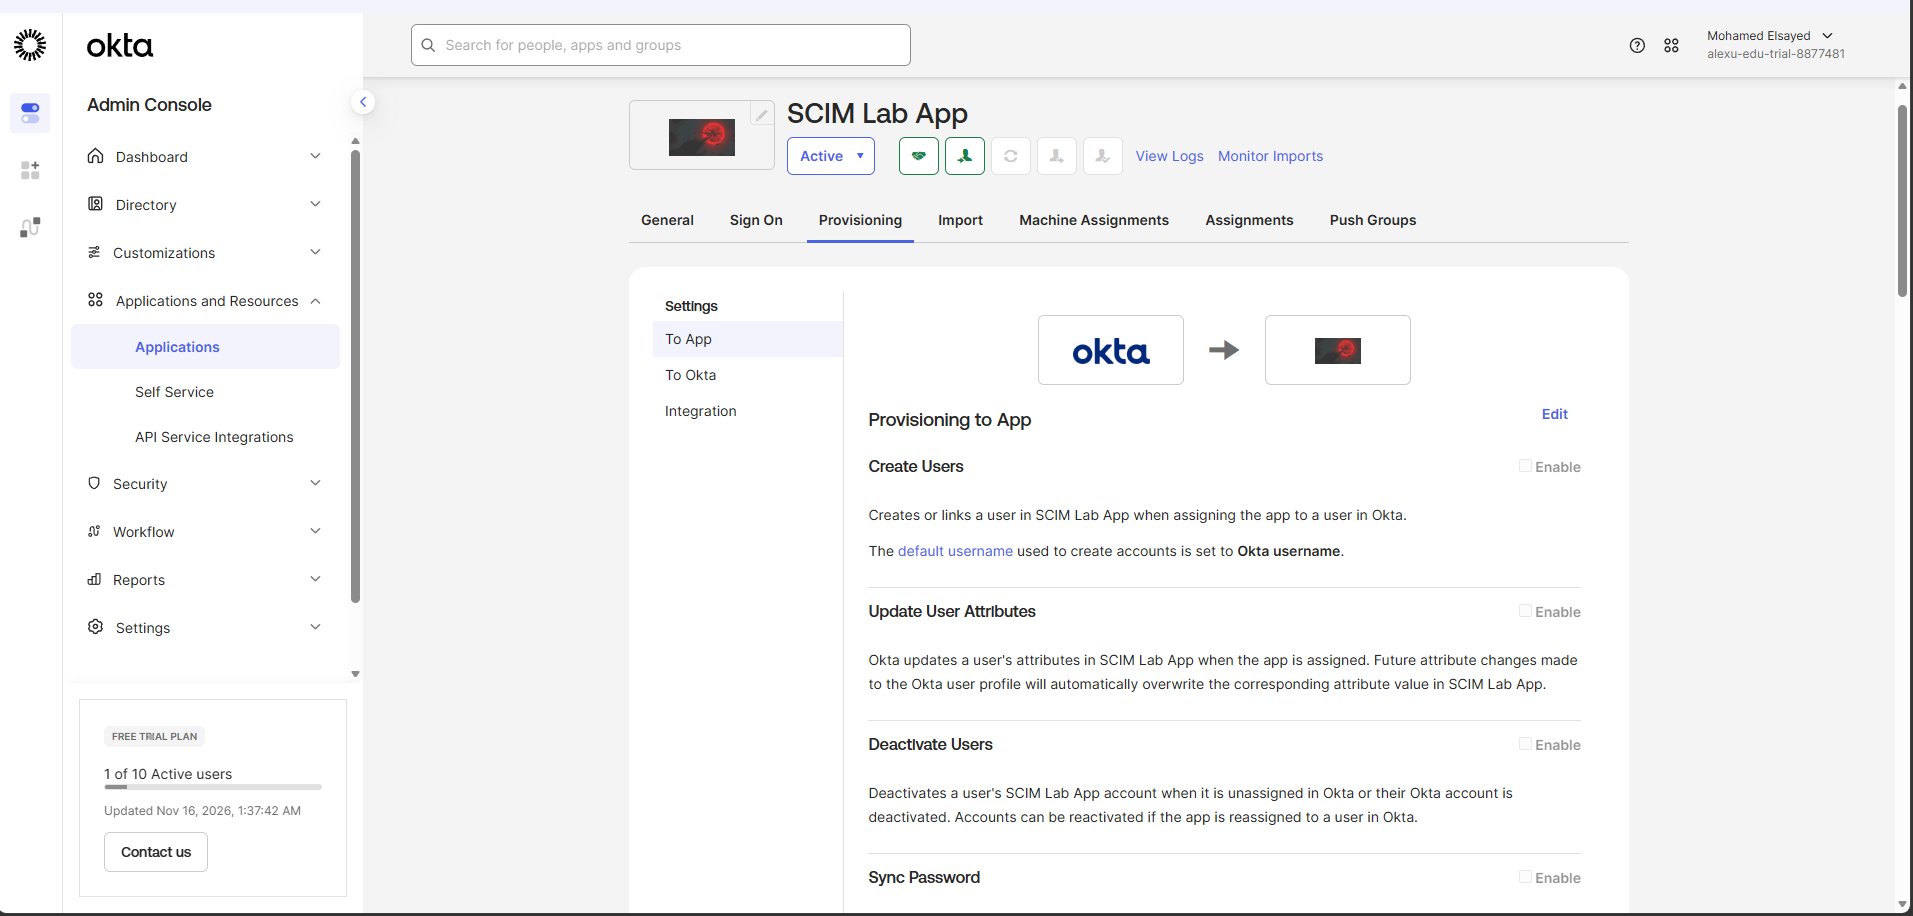 okta
Search for people, apps and groups
Mohamed Elsayed
alexu-edu-trial-8877481
Admin Console
Dashboard
Directory
Customizations
Applications and Resources
Applications
Self Service
API Service Integrations
Security
Workflow
Reports
Settings
FREE TRIAL PLAN
1 of 10 Active users
Updated Nov 16, 2026, 1:37:42 AM
Contact us
SCIM Lab App
Active
View Logs
Monitor Imports
General
Sign On
Provisioning
Import
Machine Assignments
Assignments
Push Groups
Settings
To App
To Okta
Integration
okta
Provisioning to App
Edit
Create Users
Enable
Creates or links a user in SCIM Lab App when assigning the app to a user in Okta.
The default username used to create accounts is set to Okta username.
Update User Attributes
Enable
Okta updates a user's attributes in SCIM Lab App when the app is assigned. Future attribute changes made
to the Okta user profile will automatically overwrite the corresponding attribute value in SCIM Lab App.
Deactivate Users
Enable
Deactivates a user's SCIM Lab App account when it is unassigned in Okta or their Okta account is
deactivated. Accounts can be reactivated if the app is reassigned to a user in Okta.
Sync Password
Enable